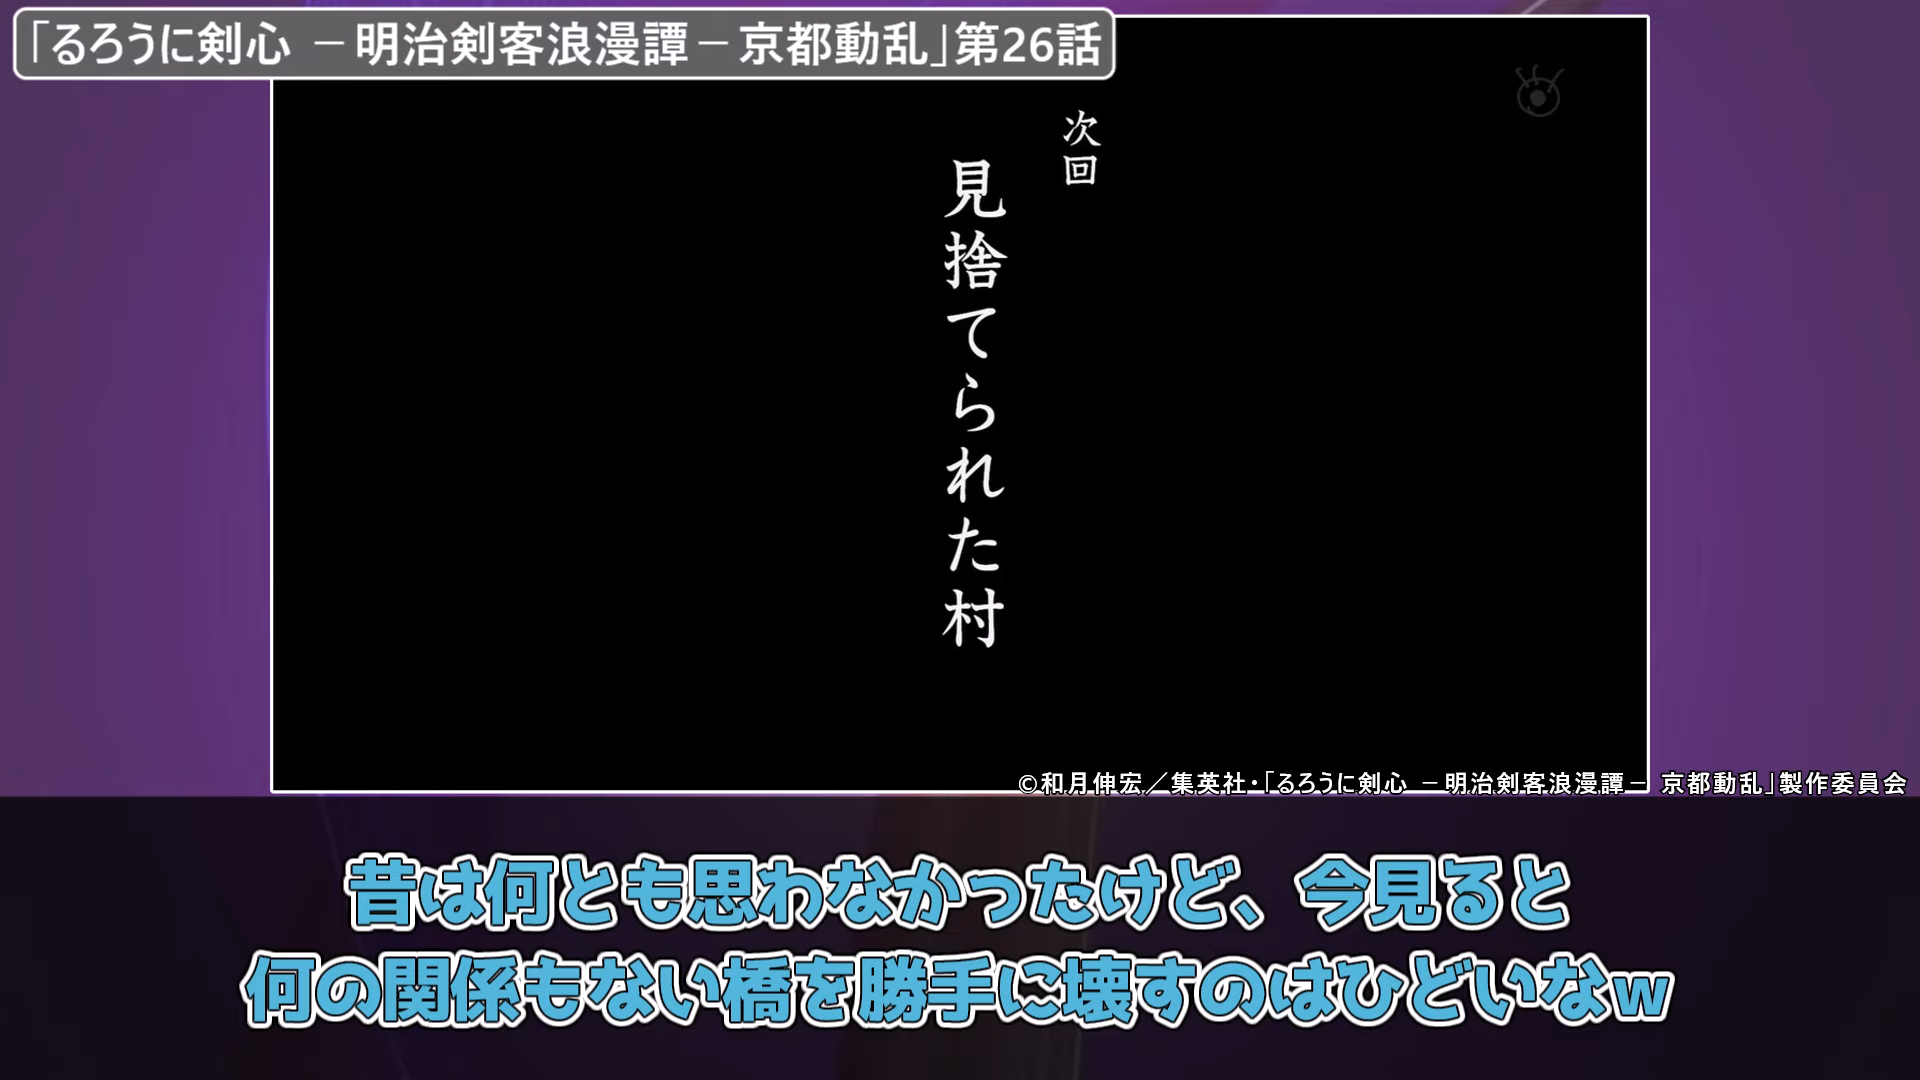 「るろうに剣心 －明治剣客浪漫譚－京都動乱」第26話
次回
見捨てられた村
©和月伸宏／集英社・「るろうに剣心 －明治剣客浪漫譚－ 京都動乱」製作委員会
昔は何とも思わなかったけど、今見ると
何の関係もない橋を勝手に壊すのはひどいなw